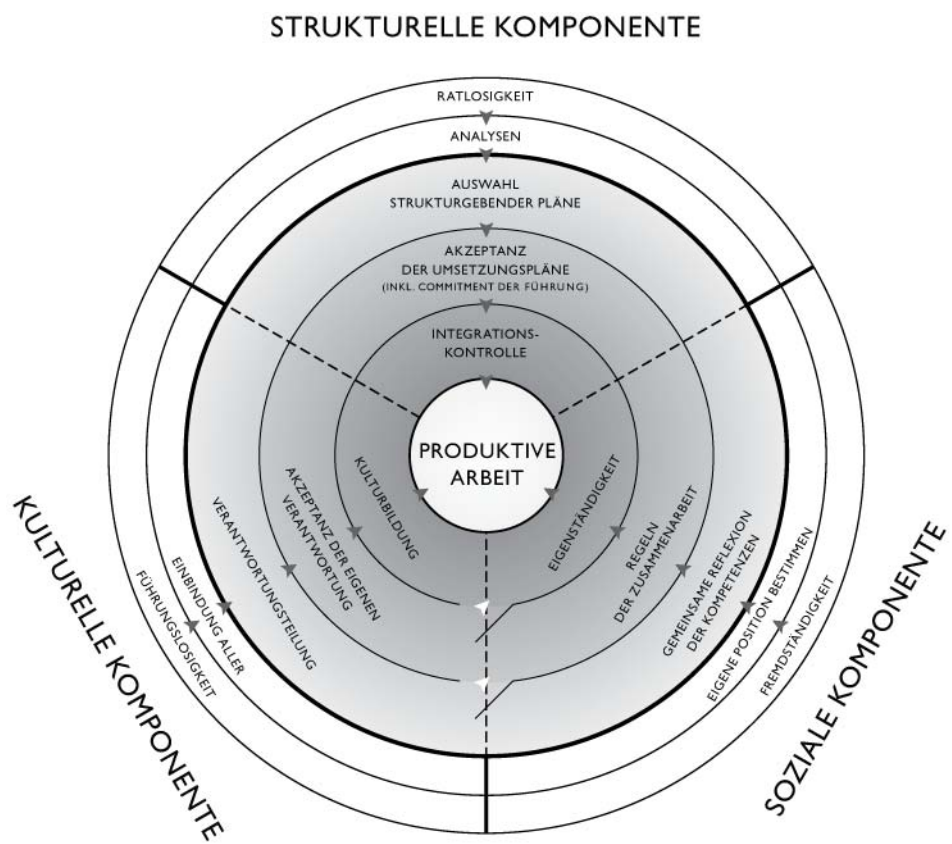 STRUKTURELLE KOMPONENTE
RATLOSIGKEIT
ANALYSEN
AUSWAHL
STRUKTURGEBENDER PLÄNE
AKZEPTANZ
DER UMSETZUNGSPLÄNE
(INKL. COMMITMENT DER FÜHRUNG)
INTEGRATIONS-
KONTROLLE
PRODUKTIVE
ARBEIT
KULTURELLE KOMPONENTE
FÜHRUNGSLOSIGKEIT
EINBINDUNG ALLER
VERANTWORTUNGSTEILUNG
AKZEPTANZ DER EIGENEN
VERANTWORTUNG
KULTURBILDUNG
EIGENSTÄNDIGKEIT
REGELN
DER ZUSAMMENARBEIT
GEMEINSAME REFLEXION
DER KOMPETENZEN
EIGENE POSITION BESTIMMEN
FREMDSTÄNDIGKEIT
SOZIALE KOMPONENTE